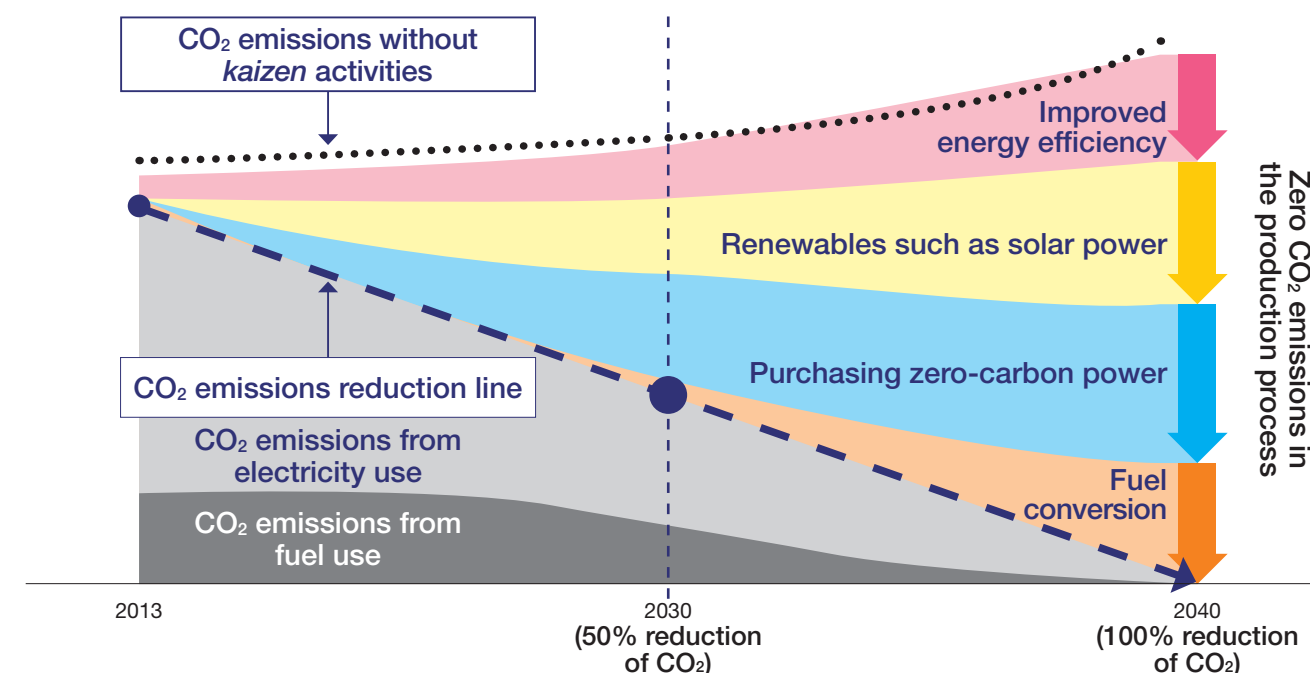 CO₂ emissions without
kaizen activities
Improved
energy efficiency
Renewables such as solar power
Purchasing zero-carbon power
Fuel
conversion
Zero CO₂ emissions in
the production process
CO₂ emissions reduction line
CO₂ emissions from
electricity use
CO₂ emissions from
fuel use
2013
2030
(50% reduction
of CO₂)
2040
(100% reduction
of CO₂)